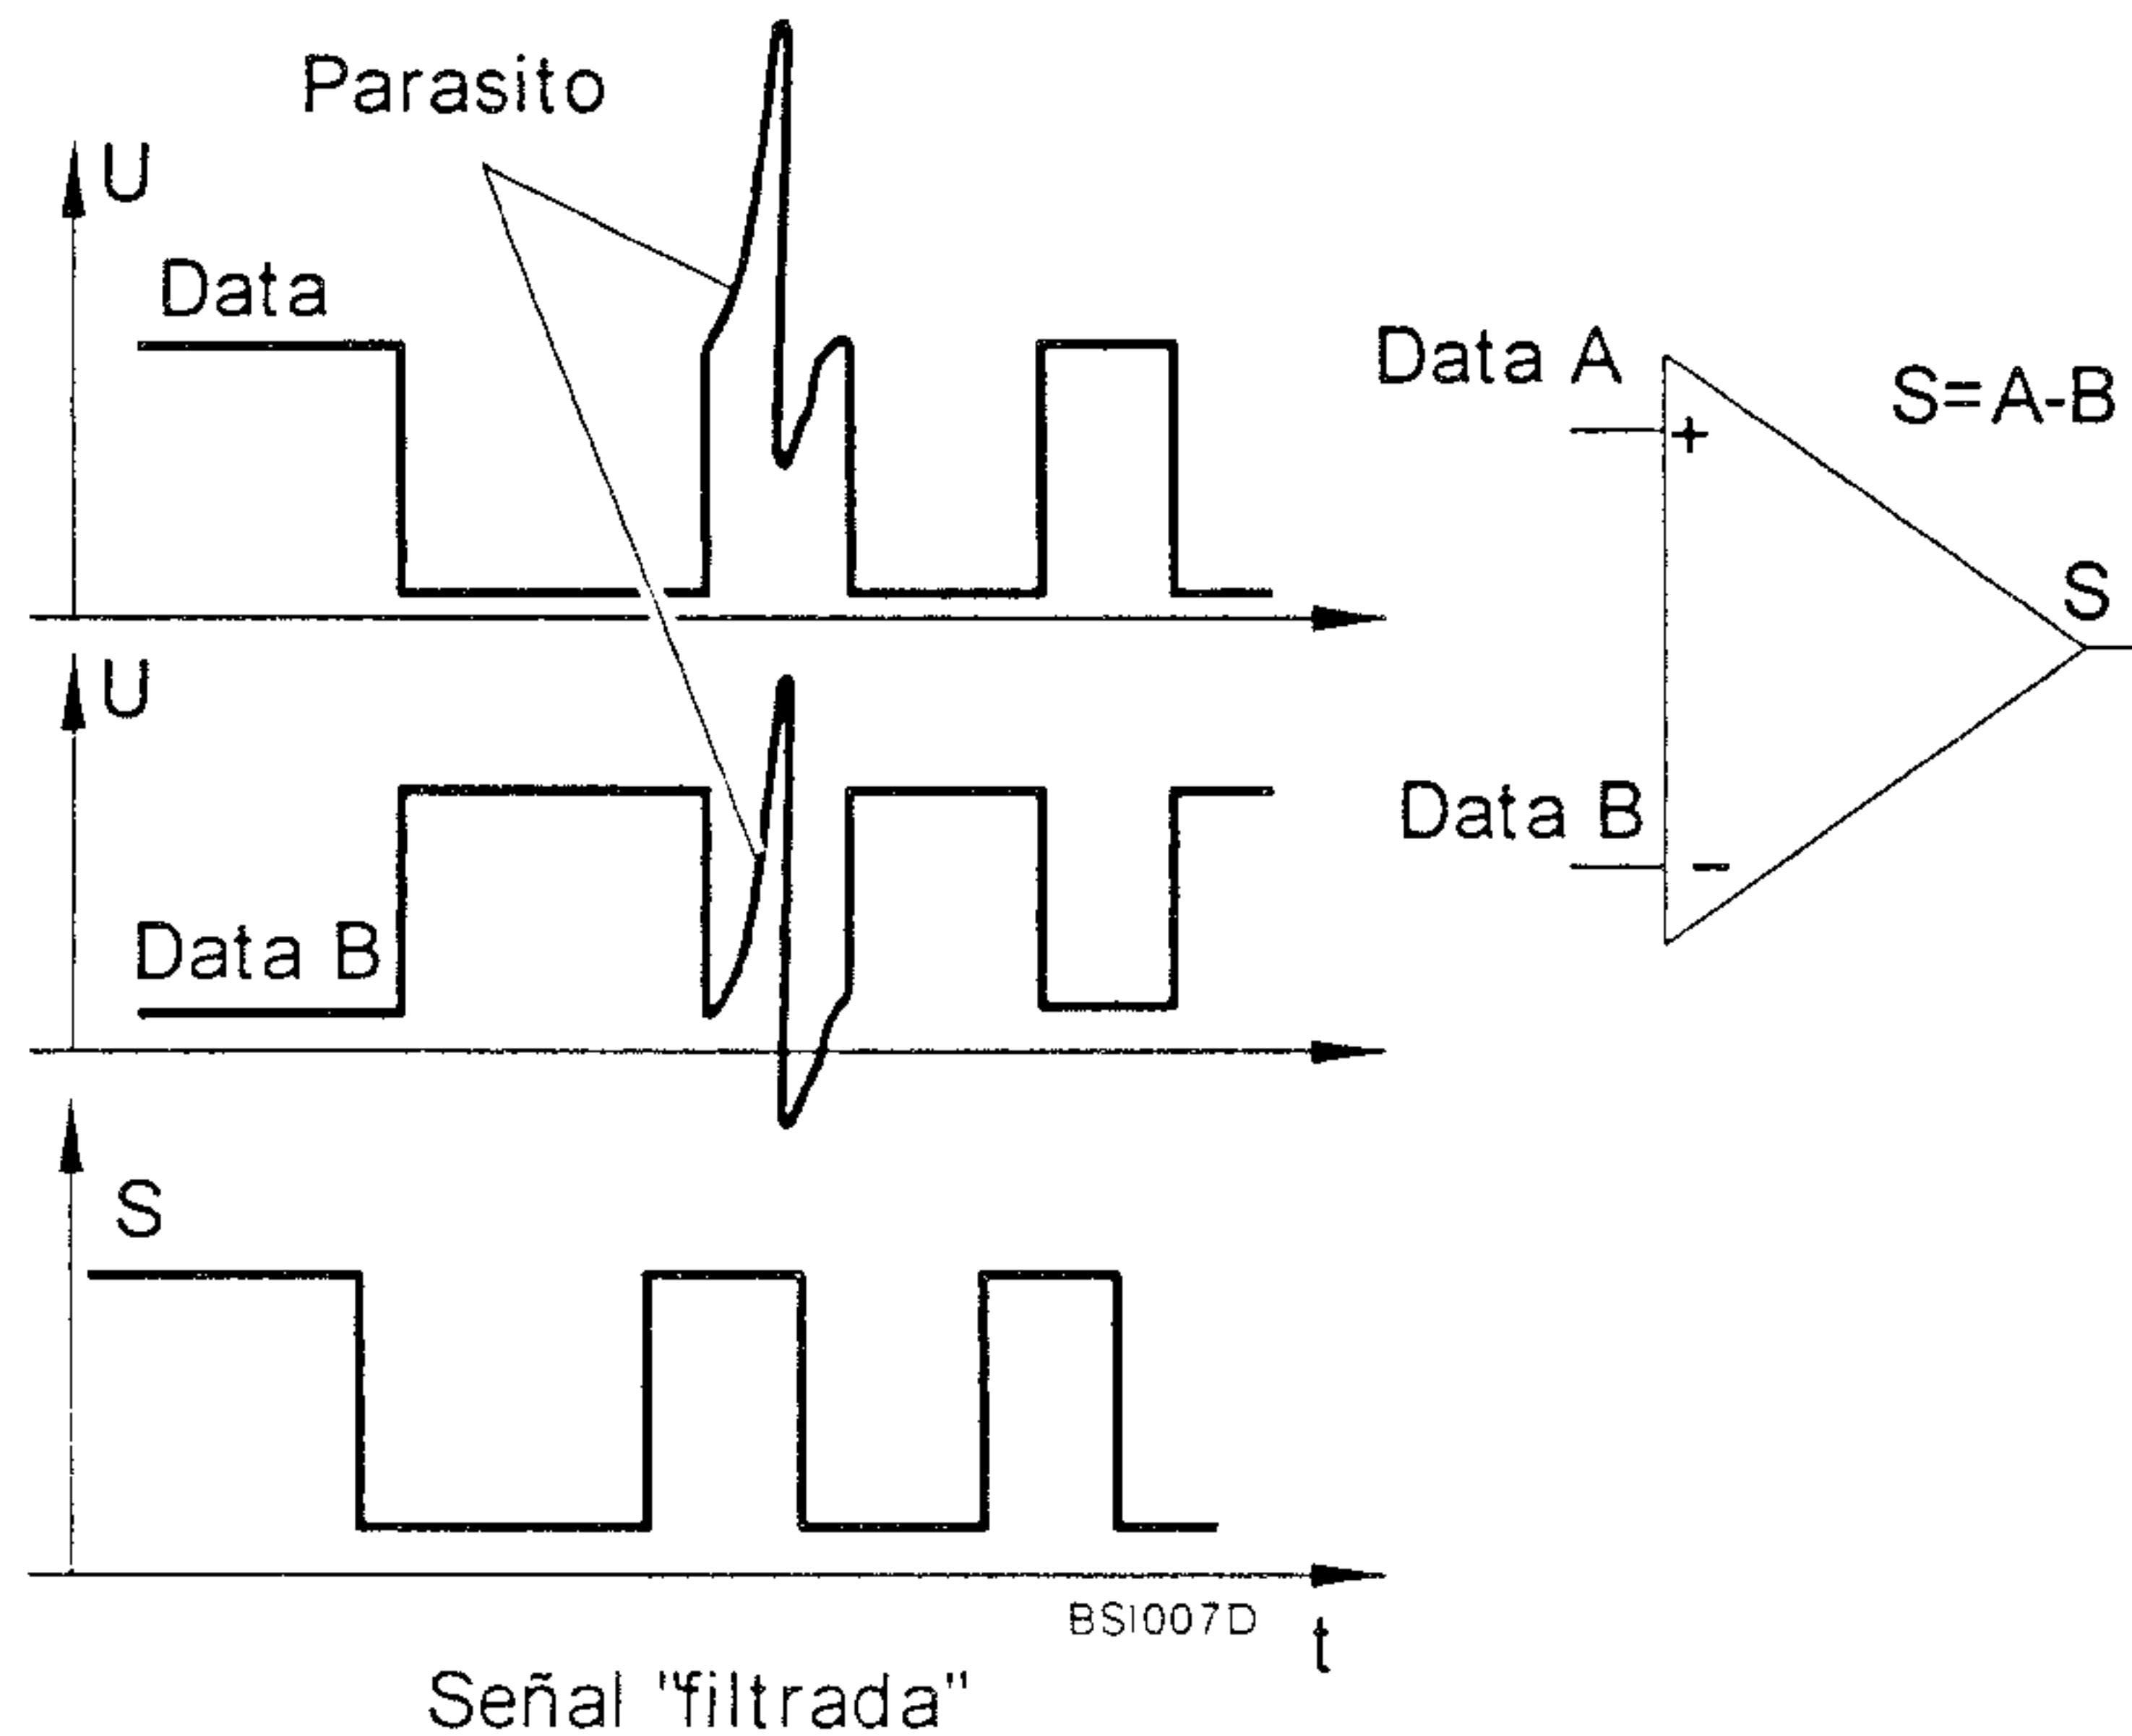 Parasito
U
Data
Data A
S=A-B
+
S
U
Data B
-
Data B
S
BSI007D
t
Señal "filtrada"